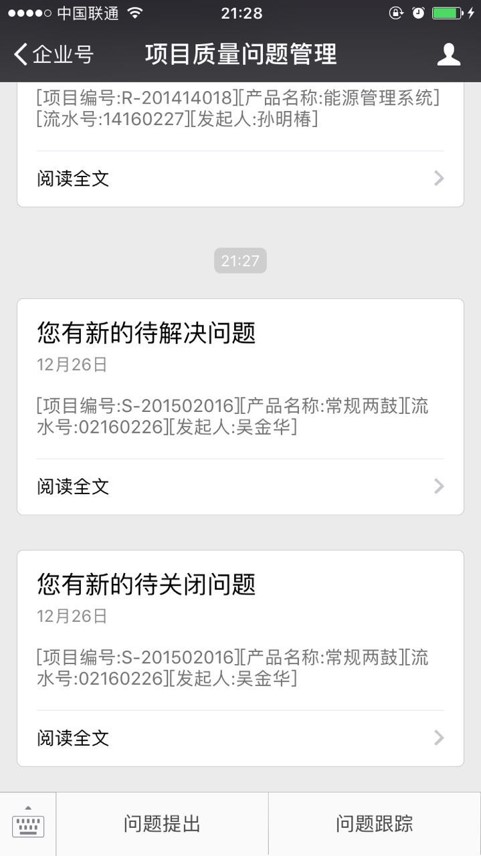 中国联通
21:28
企业号
项目质量问题管理
[项目编号:R-201414018][产品名称:能源管理系统]
[流水号:14160227][发起人:孙明椿]
阅读全文
21:27
您有新的待解决问题
12月26日
[项目编号:S-201502016][产品名称:常规两鼓][流
水号:02160226][发起人:吴金华]
阅读全文
您有新的待关闭问题
12月26日
[项目编号:S-201502016][产品名称:常规两鼓][流
水号:02160226][发起人:吴金华]
阅读全文
问题提出
问题跟踪